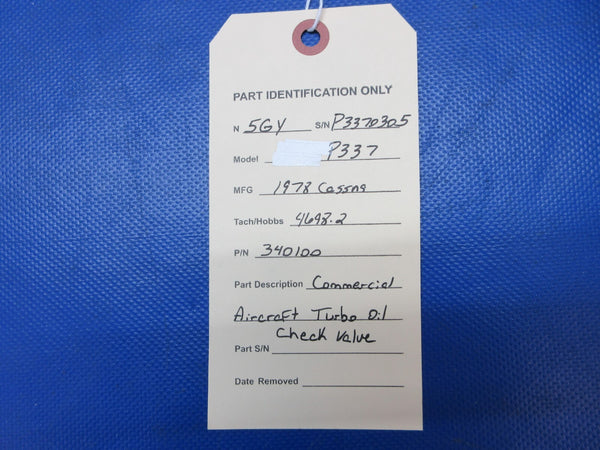 PART IDENTIFICATION ONLY
N 5GY S/N P3370305
Model P337
MFG 1978 Cessna
Tach/Hobbs 4698.2
P/N 340100
Part Description Commercial
Aircraft Turbo Oil
Check Valve
Part S/N
Date Removed